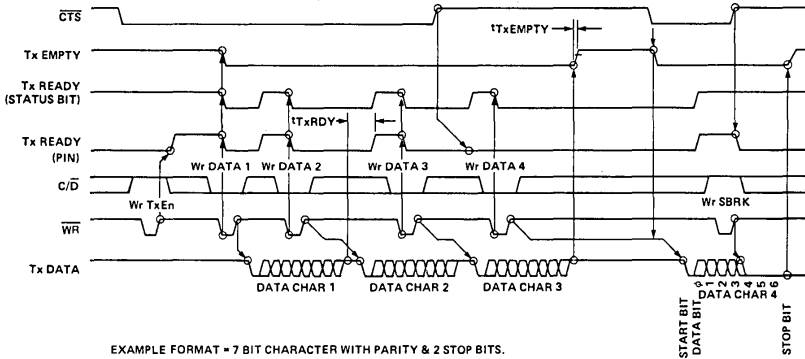 CTS
tTxEMPTY
Tx EMPTY
Tx READY
(STATUS BIT)
tTxRDY
Tx READY
(PIN)
Wr DATA 1 Wr DATA 2 Wr DATA 3 Wr DATA 4
C/D
Wr TxEn
Wr SBRK
WR
Tx DATA
DATA CHAR 1 DATA CHAR 2 DATA CHAR 3
START BIT
DATA BIT
φ 1 2 3 4 5 6
DATA CHAR 4
STOP BIT
EXAMPLE FORMAT = 7 BIT CHARACTER WITH PARITY & 2 STOP BITS.